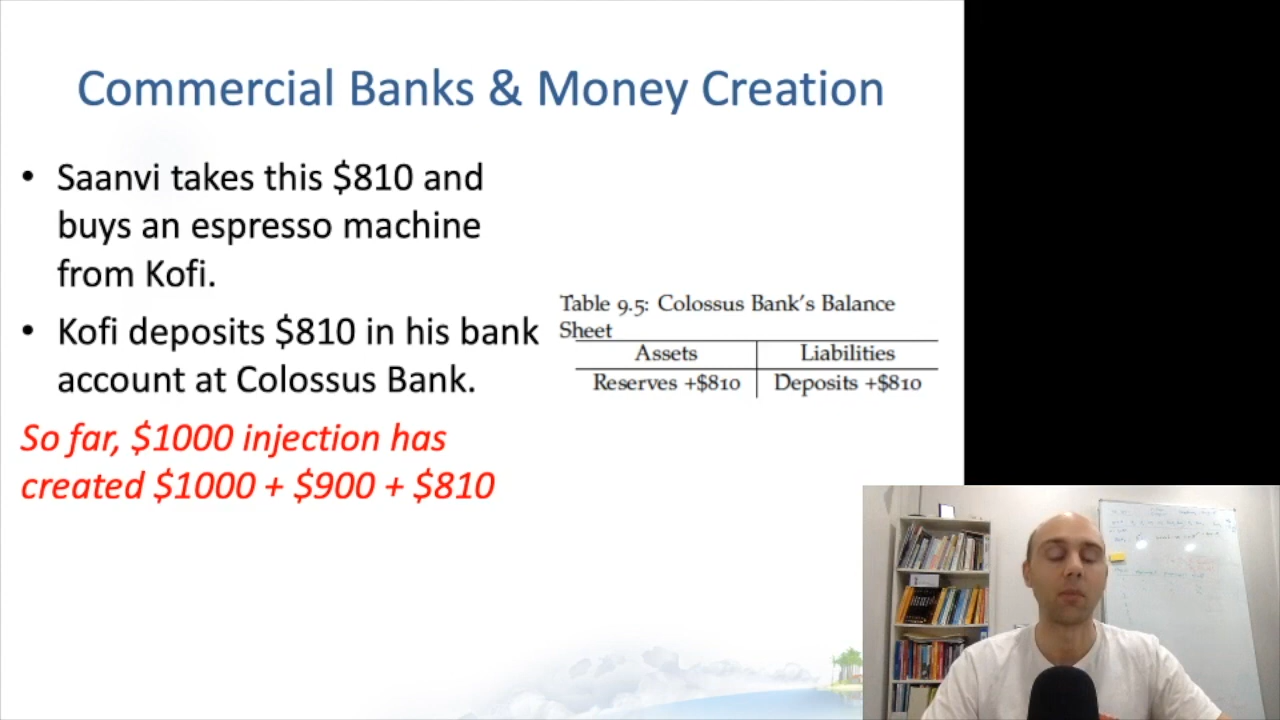 Commercial Banks & Money Creation
• Saanvi takes this $810 and
buys an espresso machine
from Kofi.
• Kofi deposits $810 in his bank
account at Colossus Bank.
So far, $1000 injection has
created $1000 + $900 + $810
Table 9.5: Colossus Bank's Balance
Sheet
Assets Liabilities
Reserves +$810 Deposits +$810